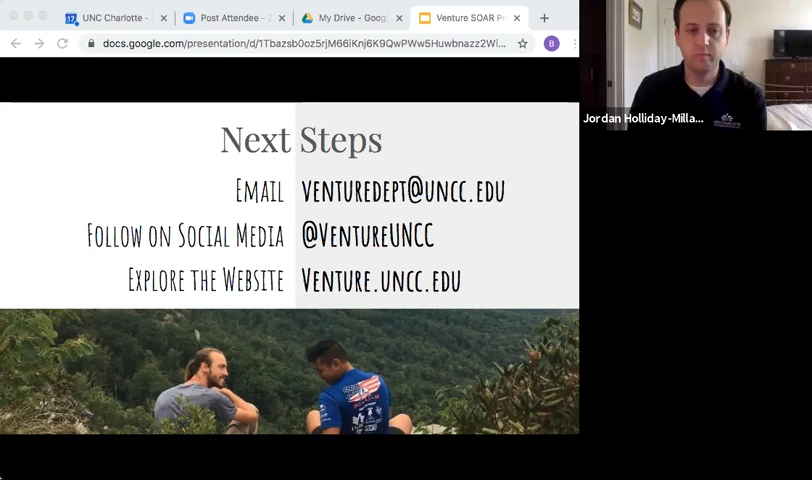 UNC Charlotte -
Post Attendee - Z
My Drive - Goog
Venture SOAR Pr
docs.google.com/presentation/d/1Tbazsb0oz5rjM66iKnj6K9QwPWw5Huwbnazz2Wi...
B
Jordan Holliday-Milla...
Next Steps
Email venturedept@uncc.edu
Follow on Social Media @VentureUNCC
Explore the Website Venture.uncc.edu